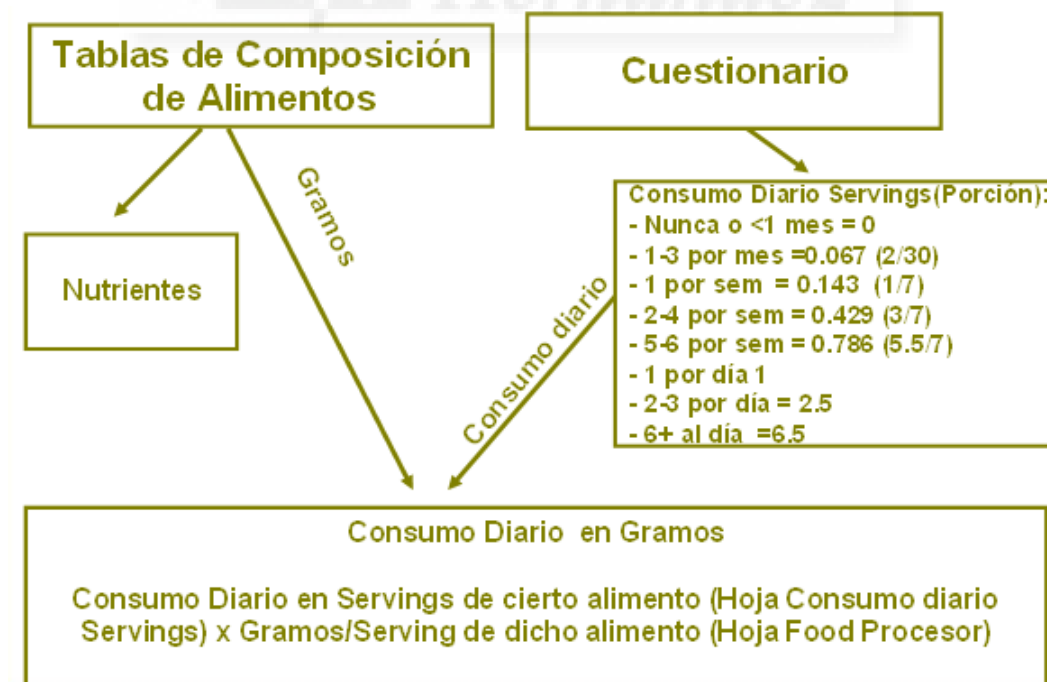 Tablas de Composición
de Alimentos
Cuestionario
Gramos
Consumo Diario Servings(Porción):
- Nunca o <1 mes = 0
- 1-3 por mes =0.067 (2/30)
- 1 por sem = 0.143 (1/7)
- 2-4 por sem = 0.429 (3/7)
- 5-6 por sem = 0.786 (5.5/7)
- 1 por día 1
- 2-3 por día = 2.5
- 6+ al día =6.5
Nutrientes
Consumo diario
Consumo Diario en Gramos
Consumo Diario en Servings de cierto alimento (Hoja Consumo diario
Servings) x Gramos/Serving de dicho alimento (Hoja Food Procesor)